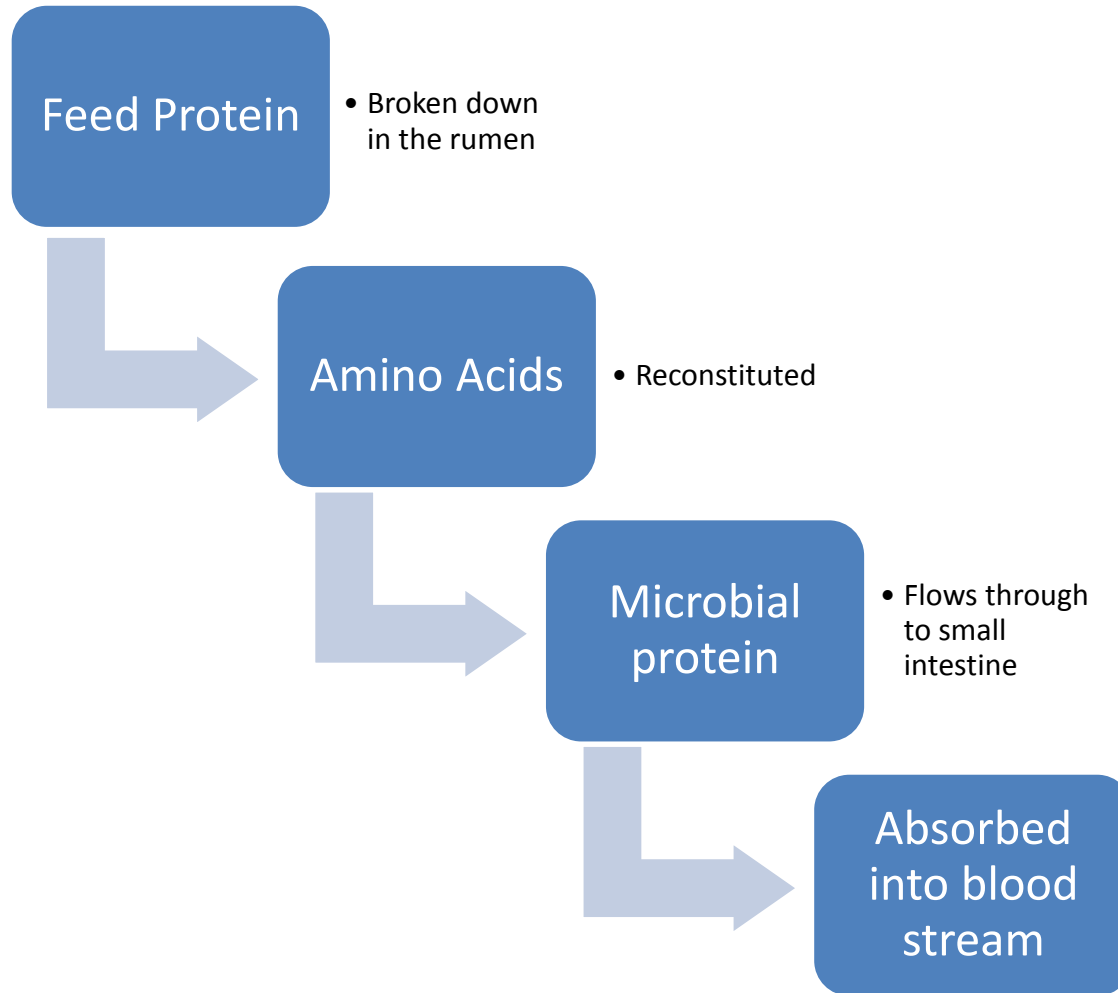 Feed Protein
• Broken down
in the rumen
Amino Acids
• Reconstituted
Microbial
protein
• Flows through
to small
intestine
Absorbed
into blood
stream